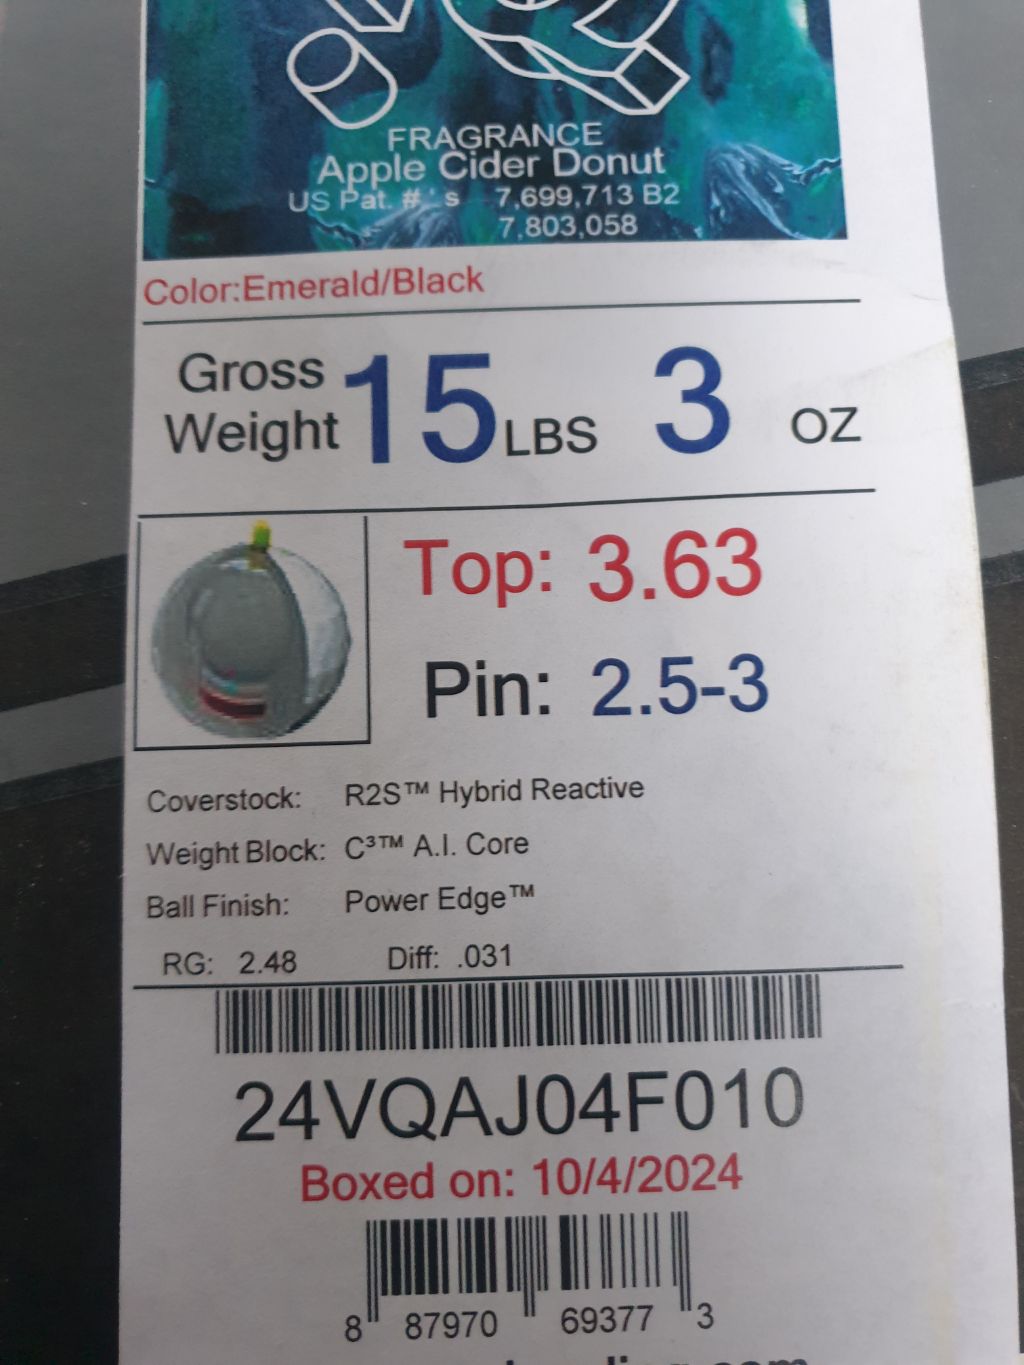 FRAGRANCE
Apple Cider Donut
US Pat. #'s 7,699,713 B2
7,803,058
Color:Emerald/Black
Gross Weight 15 LBS 3 OZ
Top: 3.63
Pin: 2.5-3
Coverstock: R2S™ Hybrid Reactive
Weight Block: C³™ A.I. Core
Ball Finish: Power Edge™
RG: 2.48 Diff: .031
24VQAJ04F010
Boxed on: 10/4/2024
8 87970 69377 3